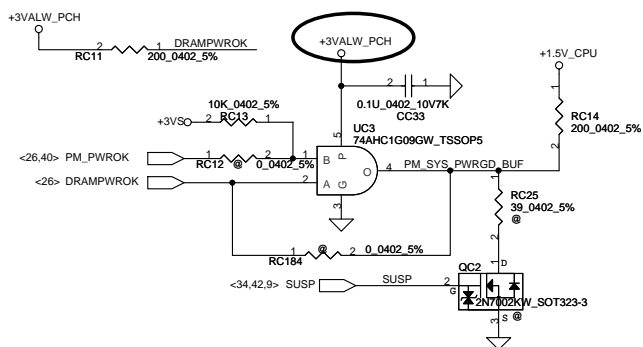 +3VALW_PCH
2 1 DRAMPWROK
RC11 200_0402_5%
+3VALW_PCH
+1.5V_CPU
2 1
0.1U_0402_10V7K
CC33
10K_0402_5%
+3VS 2 1
RC13
UC3
74AHC1G09GW_TSSOP5
1
RC14
200_0402_5%
2
5
<26,40> PM_PWROK 1 @ 2 1 B P
RC12 0_0402_5%
O 4 PM_SYS_PWRGD_BUF
<26> DRAMPWROK 2 A G
3
1
RC25
39_0402_5%
@
2
1 @ 2 0_0402_5%
RC184
1 D
QC2
<34,42,9> SUSP SUSP 2 G
2N7002KW_SOT323-3
S @
3